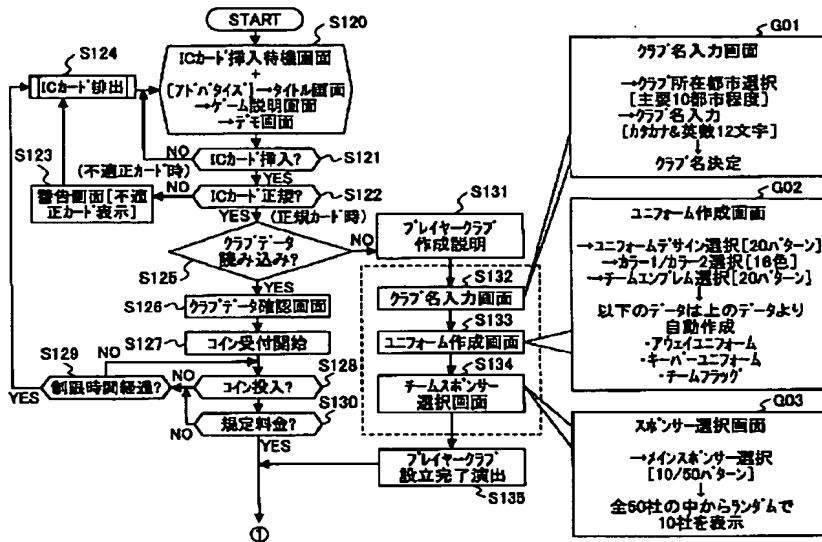 START
S120
ICカード挿入待機画面
+
[アドバタイズ]→タイトル画面
→ゲーム説明画面
→デモ画面
S124
ICカード排出
NO
ICカード挿入?
S121
(不適正カード時)
YES
S123
警告画面[不適
正カード表示]
NO
ICカード正規?
S122
YES
(正規カード時)
クラブデータ
読み込み?
S125
NO
YES
S126
クラブデータ確認画面
S127
コイン受付開始
S129
NO
制限時間経過?
YES
NO
コイン投入?
S128
NO
規定料金?
S130
YES
①
S131
プレイヤークラブ
作成説明
S132
クラブ名入力画面
S133
ユニフォーム作成画面
S134
チームスポンサー
選択画面
プレイヤークラブ
設立完了演出
S135
G01
クラブ名入力画面
→クラブ所在都市選択
[主要10都市程度]
→クラブ名入力
[カタカナ&英数12文字]
↓
クラブ名決定
G02
ユニフォーム作成画面
→ユニフォームデザイン選択[20パターン]
→カラー1/カラー2選択[16色]
→チームエンブレム選択[20パターン]
↓
以下のデータは上のデータより
自動作成
・アウェイユニフォーム
・キーパーユニフォーム
・チームフラッグ
G03
スポンサー選択画面
→メインスポンサー選択
[10/50パターン]
↓
全50社の中からランダムで
10社を表示